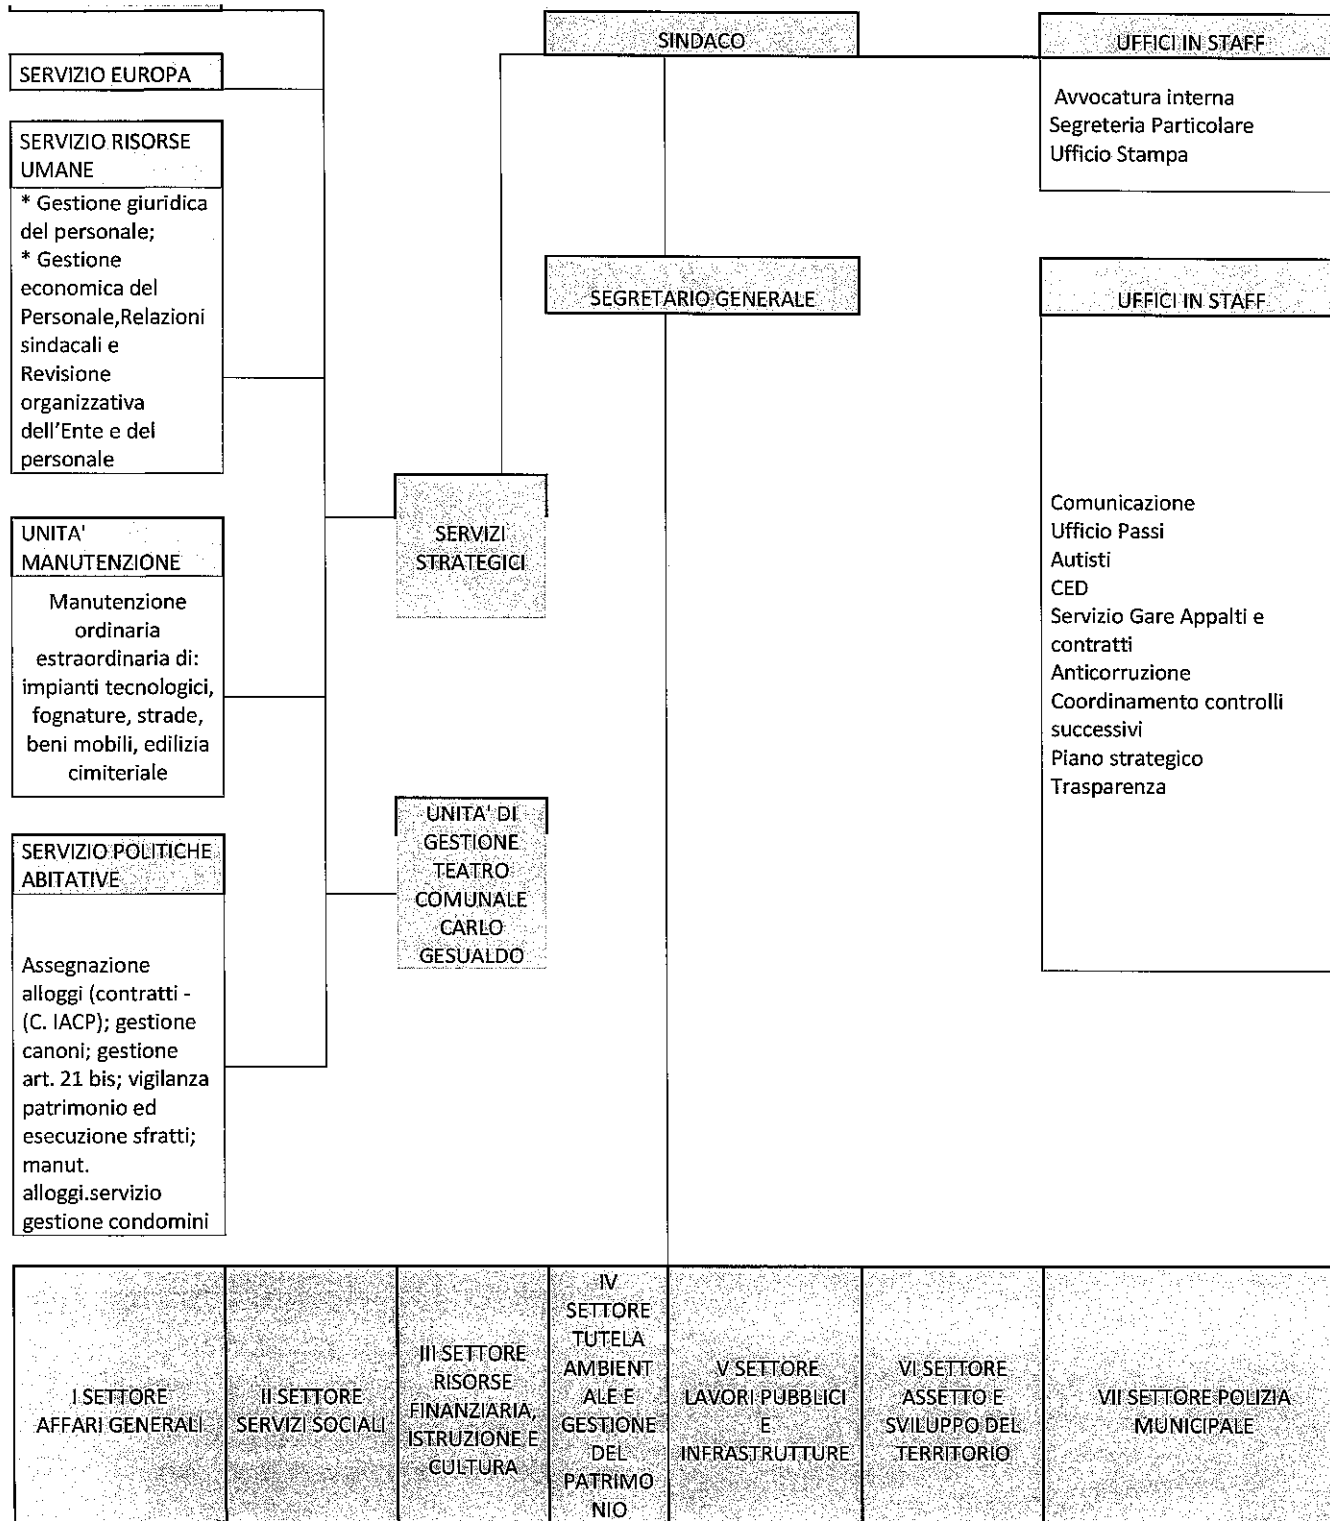 SINDACO
UFFICI IN STAFF
Avvocatura interna
Segreteria Particolare
Ufficio Stampa
SERVIZIO EUROPA
SERVIZIO RISORSE
UMANE
* Gestione giuridica
del personale;
* Gestione
economica del
Personale,Relazioni
sindacali e
Revisione
organizzativa
dell'Ente e del
personale
SEGRETARIO GENERALE
UFFICI IN STAFF
Comunicazione
Ufficio Passi
Autisti
CED
Servizio Gare Appalti e
contratti
Anticorruzione
Coordinamento controlli
successivi
Piano strategico
Trasparenza
SERVIZI
STRATEGICI
UNITA'
MANUTENZIONE
Manutenzione
ordinaria
estraordinaria di:
impianti tecnologici,
fognature, strade,
beni mobili, edilizia
cimiteriale
UNITA' DI
GESTIONE
TEATRO
COMUNALE
CARLO
GESUALDO
SERVIZIO POLITICHE
ABITATIVE
Assegnazione
alloggi (contratti -
(C. IACP); gestione
canoni; gestione
art. 21 bis; vigilanza
patrimonio ed
esecuzione sfratti;
manut.
alloggi.servizio
gestione condomini
I SETTORE
AFFARI GENERALI
II SETTORE
SERVIZI SOCIALI
III SETTORE
RISORSE
FINANZIARIA,
ISTRUZIONE E
CULTURA
IV
SETTORE
TUTELA
AMBIENT
ALE E
GESTIONE
DEL
PATRIMO
NIO
V SETTORE
LAVORI PUBBLICI
E
INFRASTRUTTURE
VI SETTORE
ASSETTO E
SVILUPPO DEL
TERRITORIO
VII SETTORE POLIZIA
MUNICIPALE